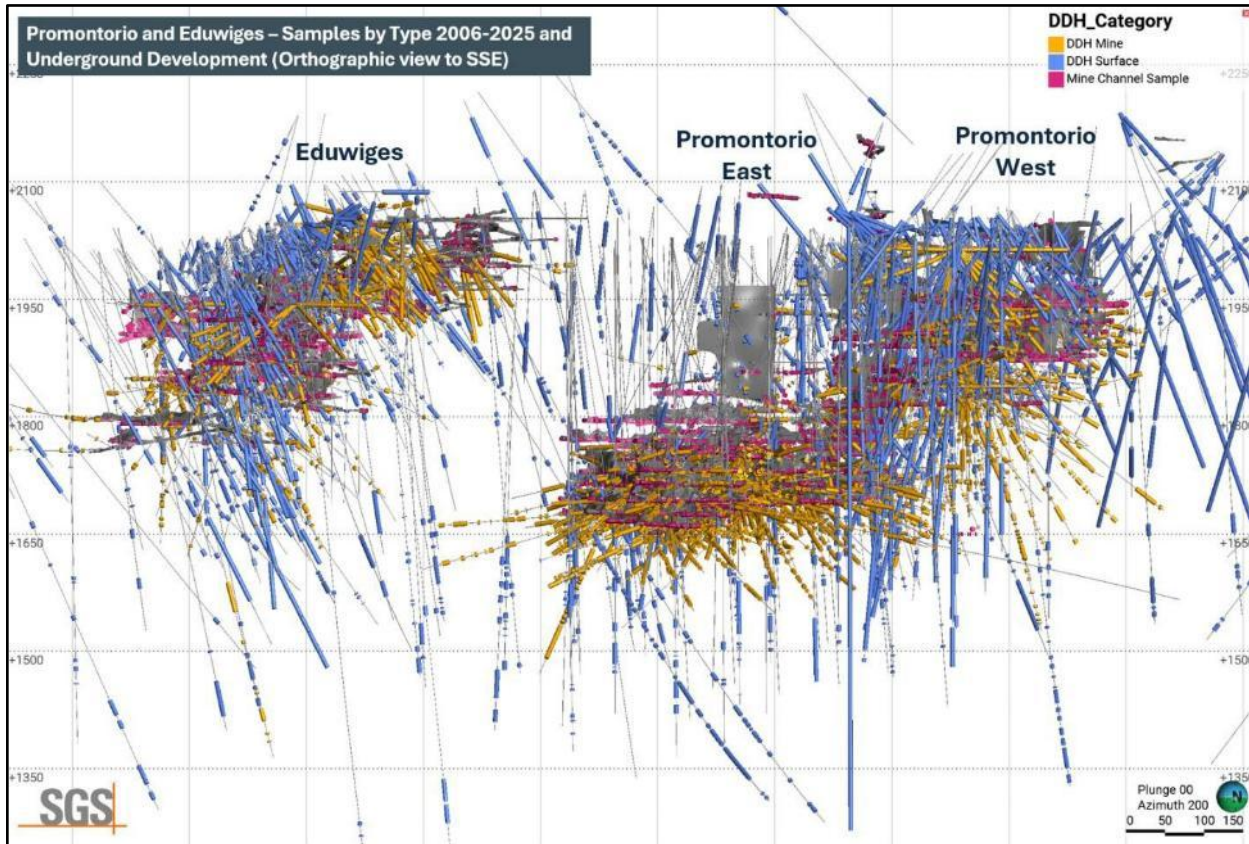 Promontorio and Eduwiges – Samples by Type 2006-2025 and
Underground Development (Orthographic view to SSE)
DDH_Category
DDH Mine
DDH Surface
Mine Channel Sample
+2250
+2250
Eduwiges
Promontorio
East
Promontorio
West
+2100
+2100
+1950
+1950
+1800
+1800
+1650
+1650
+1500
+1500
+1350
+1350
SGS
Plunge 00
Azimuth 200
N
0 50 100 150